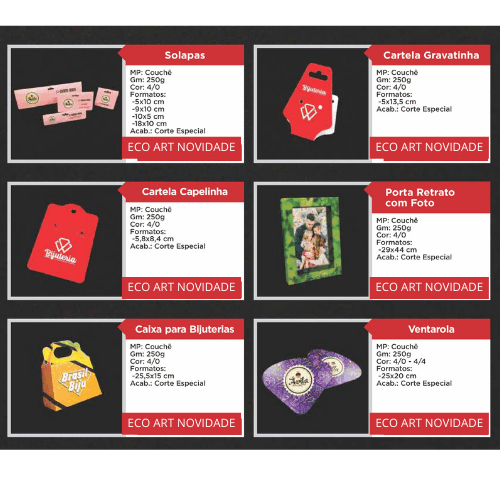 Solapas
MP: Couchê
Gm: 250g
Cor: 4/0
Formatos:
-5x10 cm
-9x10 cm
-10x5 cm
-18x10 cm
Acab.: Corte Especial
ECO ART NOVIDADE
Cartela Gravatinha
MP: Couchê
Gm: 250g
Cor: 4/0
Formatos:
-5x13,5 cm
Acab.: Corte Especial
ECO ART NOVIDADE
Bijuteria
Cartela Capelinha
MP: Couchê
Gm: 250g
Cor: 4/0
Formatos:
-5,8x8,4 cm
Acab.: Corte Especial
ECO ART NOVIDADE
Bijuteria
Porta Retrato
com Foto
MP: Couchê
Gm: 250g
Cor: 4/0
Formatos:
-29x44 cm
Acab.: Corte Especial
ECO ART NOVIDADE
Caixa para Bijuterias
MP: Couchê
Gm: 250g
Cor: 4/0
Formatos:
-25,5x15 cm
Acab.: Corte Especial
ECO ART NOVIDADE
Brasil
Biju
Ventarola
MP: Couchê
Gm: 250g
Cor: 4/0 - 4/4
Formatos:
-25x20 cm
Acab.: Corte Especial
ECO ART NOVIDADE